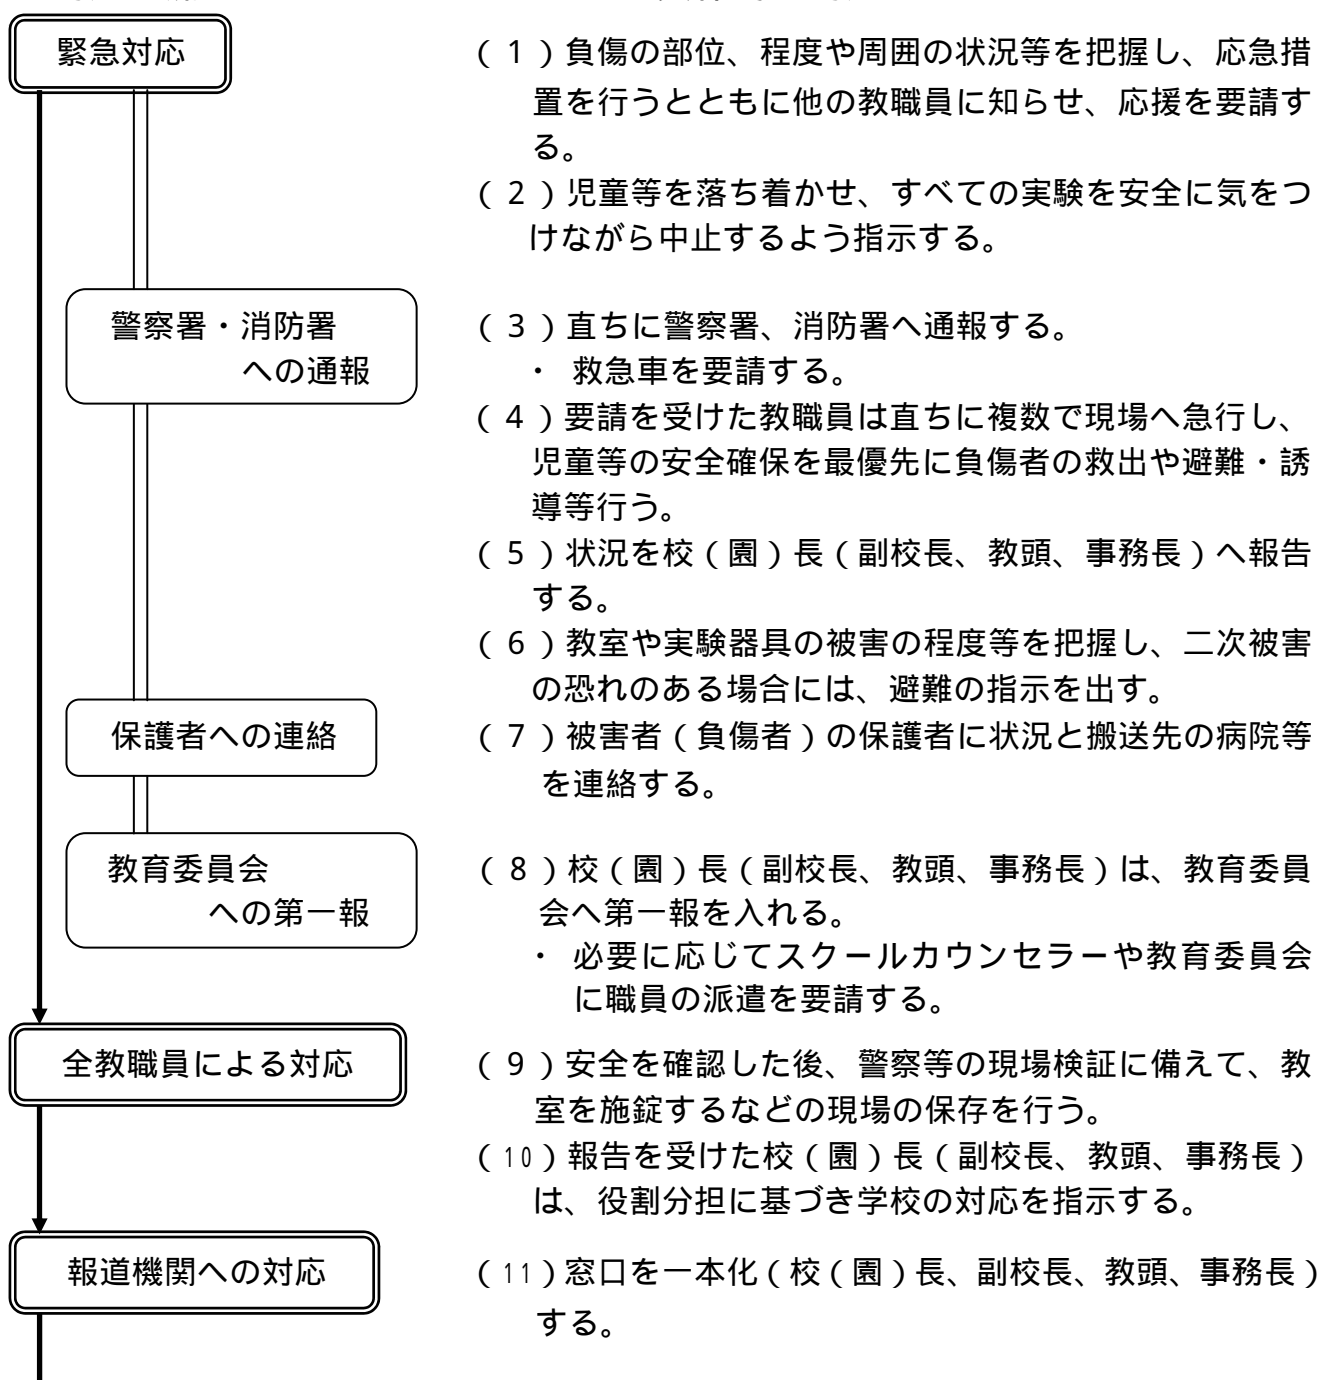 緊急対応
(1)負傷の部位、程度や周囲の状況等を把握し、応急措
置を行うとともに他の教職員に知らせ、応援を要請す
る。
(2)児童等を落ち着かせ、すべての実験を安全に気をつ
けながら中止するよう指示する。
警察署・消防署
への通報
(3)直ちに警察署、消防署へ通報する。
・ 救急車を要請する。
(4)要請を受けた教職員は直ちに複数で現場へ急行し、
児童等の安全確保を最優先に負傷者の救出や避難・誘
導等行う。
(5)状況を校(園)長(副校長、教頭、事務長)へ報告
する。
(6)教室や実験器具の被害の程度等を把握し、二次被害
の恐れのある場合には、避難の指示を出す。
保護者への連絡
(7)被害者(負傷者)の保護者に状況と搬送先の病院等
を連絡する。
教育委員会
への第一報
(8)校(園)長(副校長、教頭、事務長)は、教育委員
会へ第一報を入れる。
・ 必要に応じてスクールカウンセラーや教育委員会
に職員の派遣を要請する。
全教職員による対応
(9)安全を確認した後、警察等の現場検証に備えて、教
室を施錠するなどの現場の保存を行う。
(10)報告を受けた校(園)長(副校長、教頭、事務長)
は、役割分担に基づき学校の対応を指示する。
報道機関への対応
(11)窓口を一本化(校(園)長、副校長、教頭、事務長)
する。